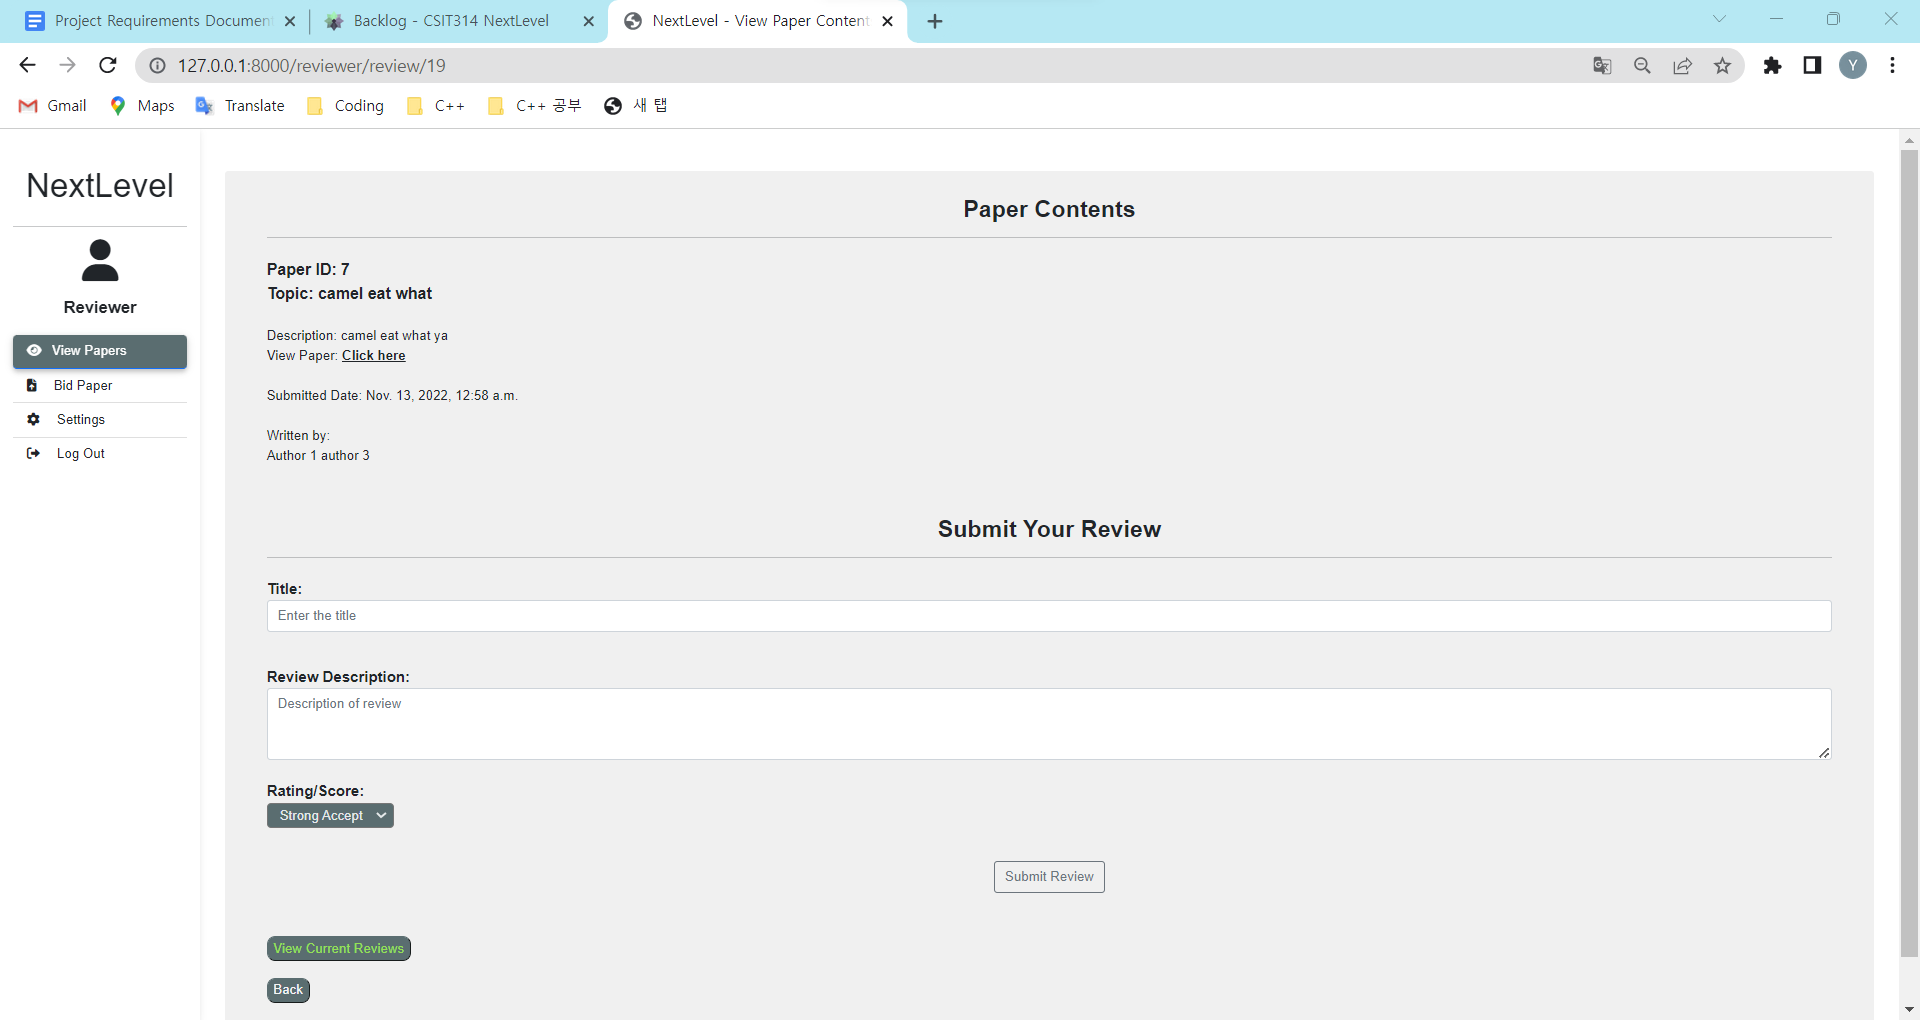 Project Requirements Documen
Backlog - CSIT314 NextLevel
NextLevel - View Paper Content
127.0.0.1:8000/reviewer/review/19
Y
Gmail
Maps
Translate
Coding
C++
C++ 공부
새 탭
NextLevel
Reviewer
View Papers
Bid Paper
Settings
Log Out
Paper Contents
Paper ID: 7
Topic: camel eat what
Description: camel eat what ya
View Paper: Click here
Submitted Date: Nov. 13, 2022, 12:58 a.m.
Written by:
Author 1 author 3
Submit Your Review
Title:
Enter the title
Review Description:
Description of review
Rating/Score:
Strong Accept
Submit Review
View Current Reviews
Back